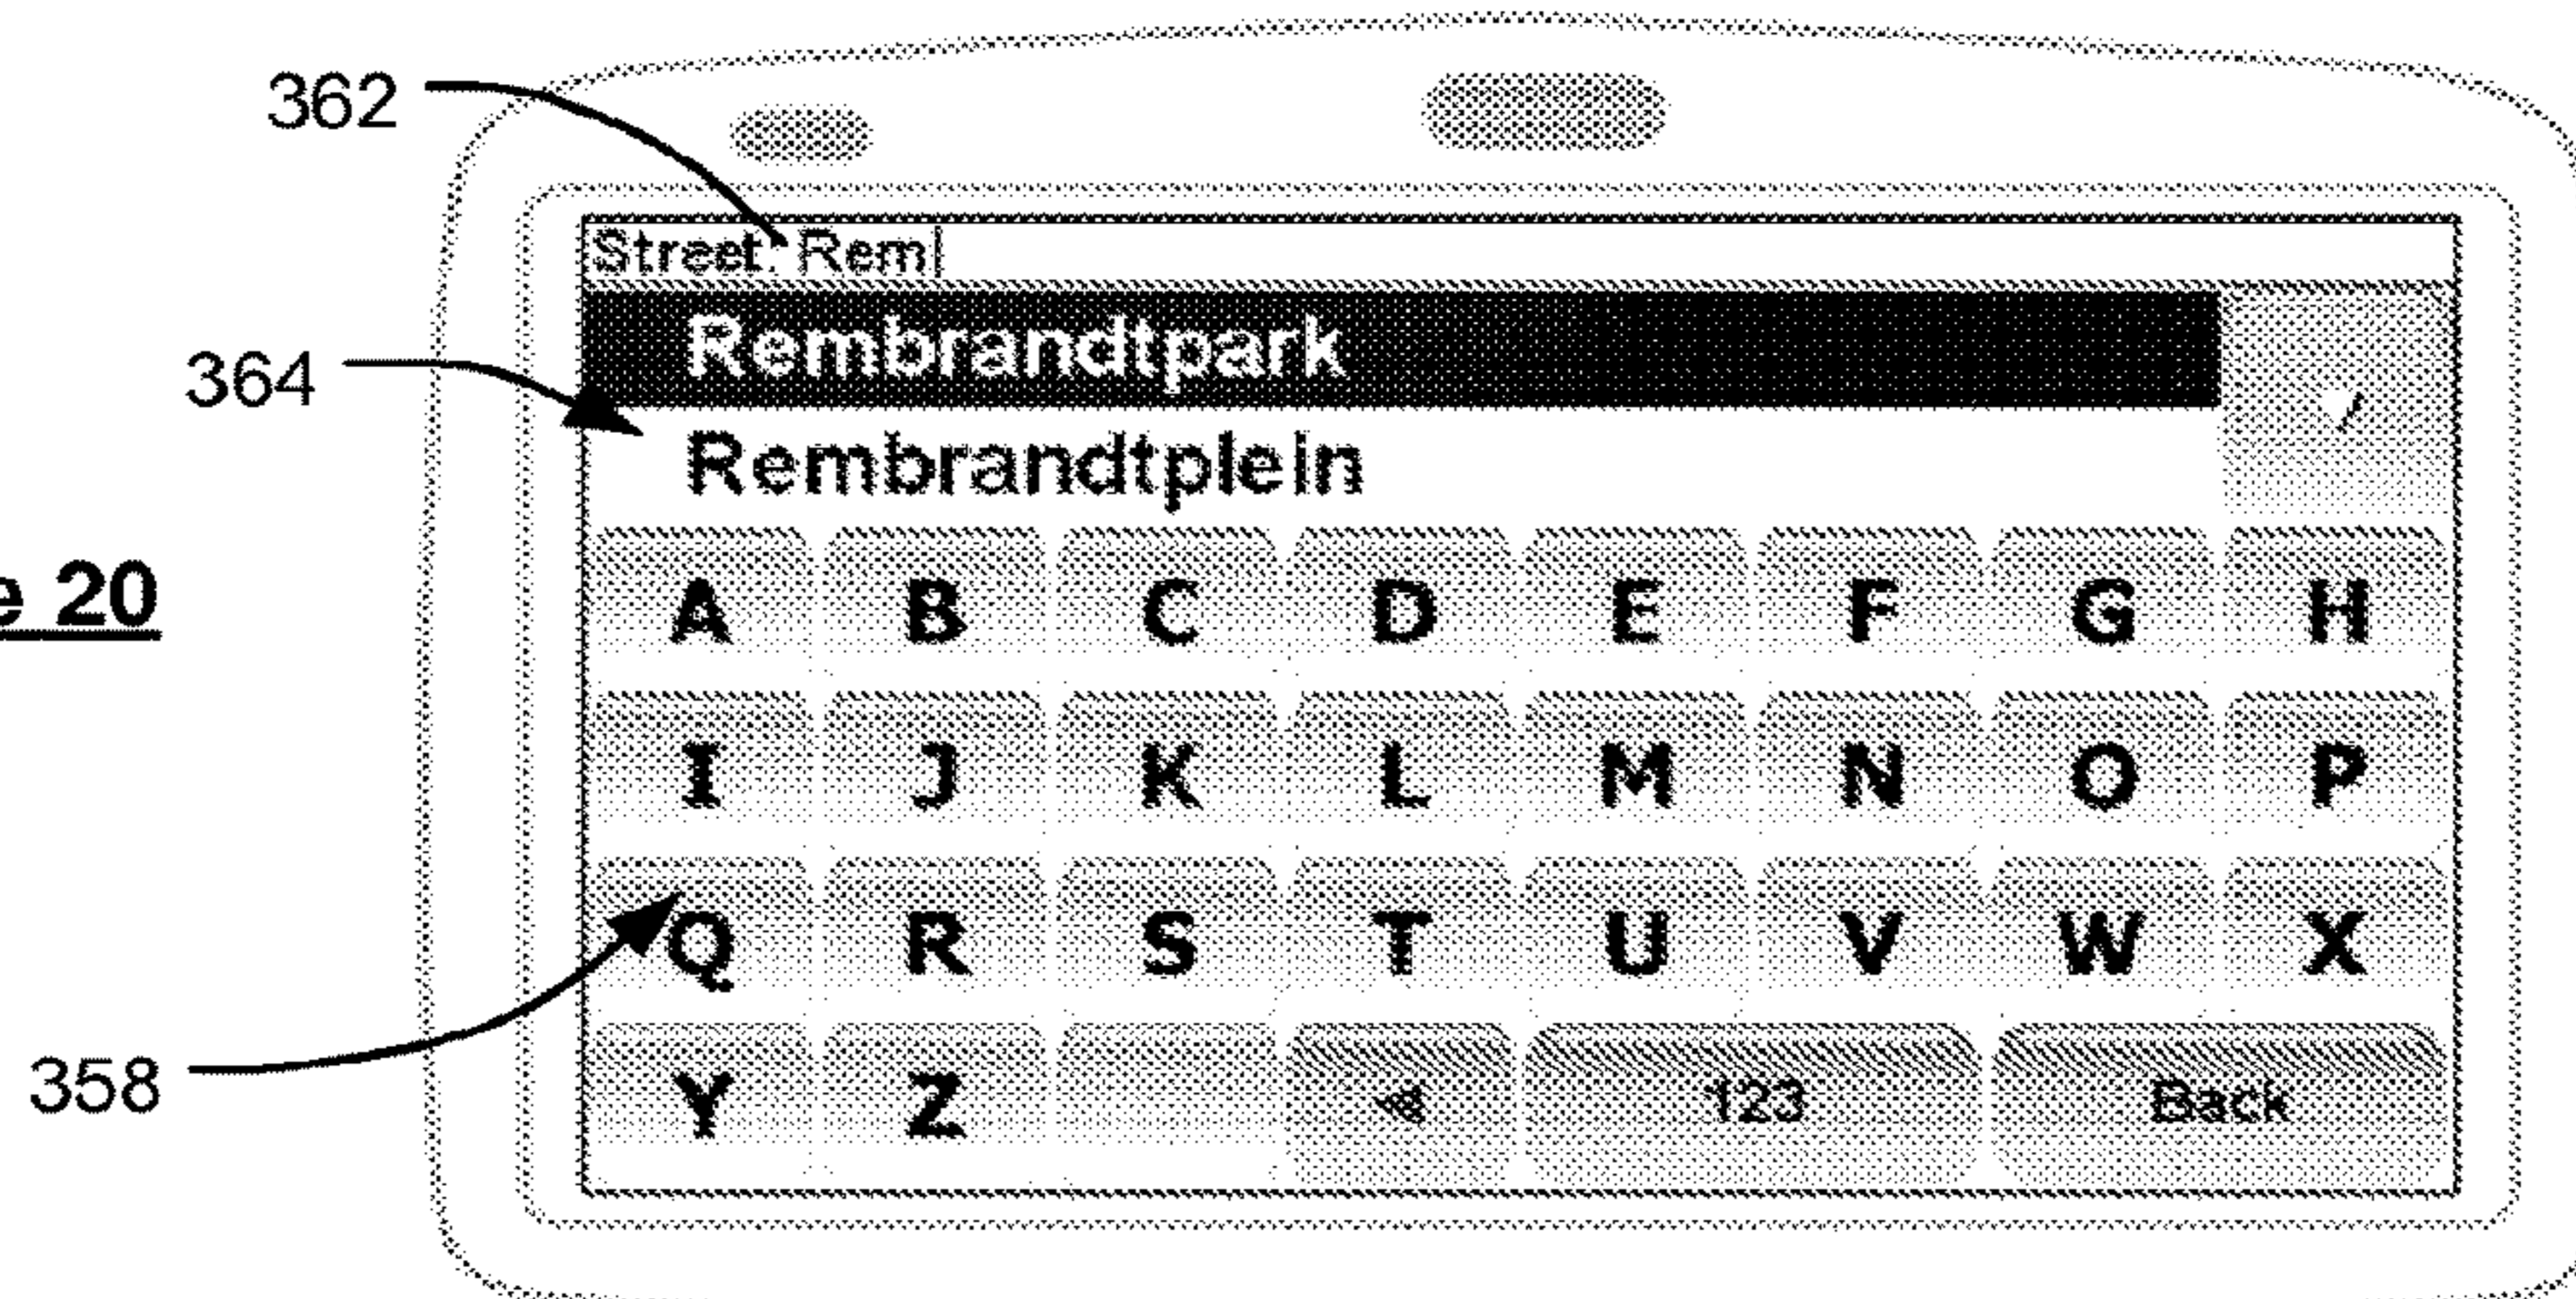 362
Street: Rem
364
Rembrandtpark
Rembrandtplein
e 20
A B C D E F G H
I J K L M N O P
Q R S T U V W X
358
Y Z 123 Back